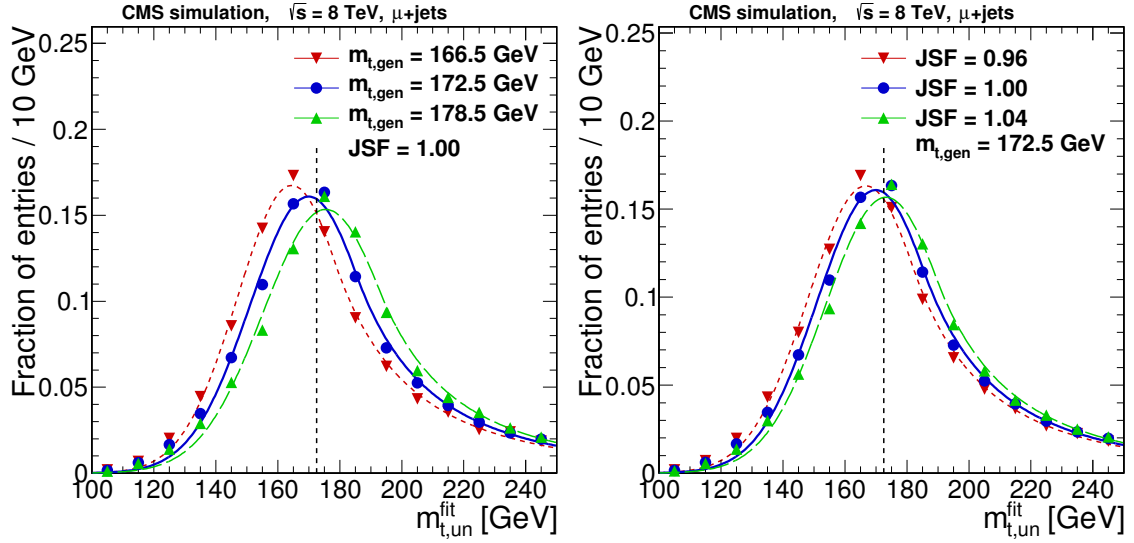 CMS simulation, √s = 8 TeV, μ+jets
Fraction of entries / 10 GeV
0.25
0.2
0.15
0.1
0.05
0
m_t,gen = 166.5 GeV
m_t,gen = 172.5 GeV
m_t,gen = 178.5 GeV
JSF = 1.00
100 120 140 160 180 200 220 240
m_t,un^fit [GeV]
CMS simulation, √s = 8 TeV, μ+jets
Fraction of entries / 10 GeV
0.25
0.2
0.15
0.1
0.05
0
JSF = 0.96
JSF = 1.00
JSF = 1.04
m_t,gen = 172.5 GeV
100 120 140 160 180 200 220 240
m_t,un^fit [GeV]